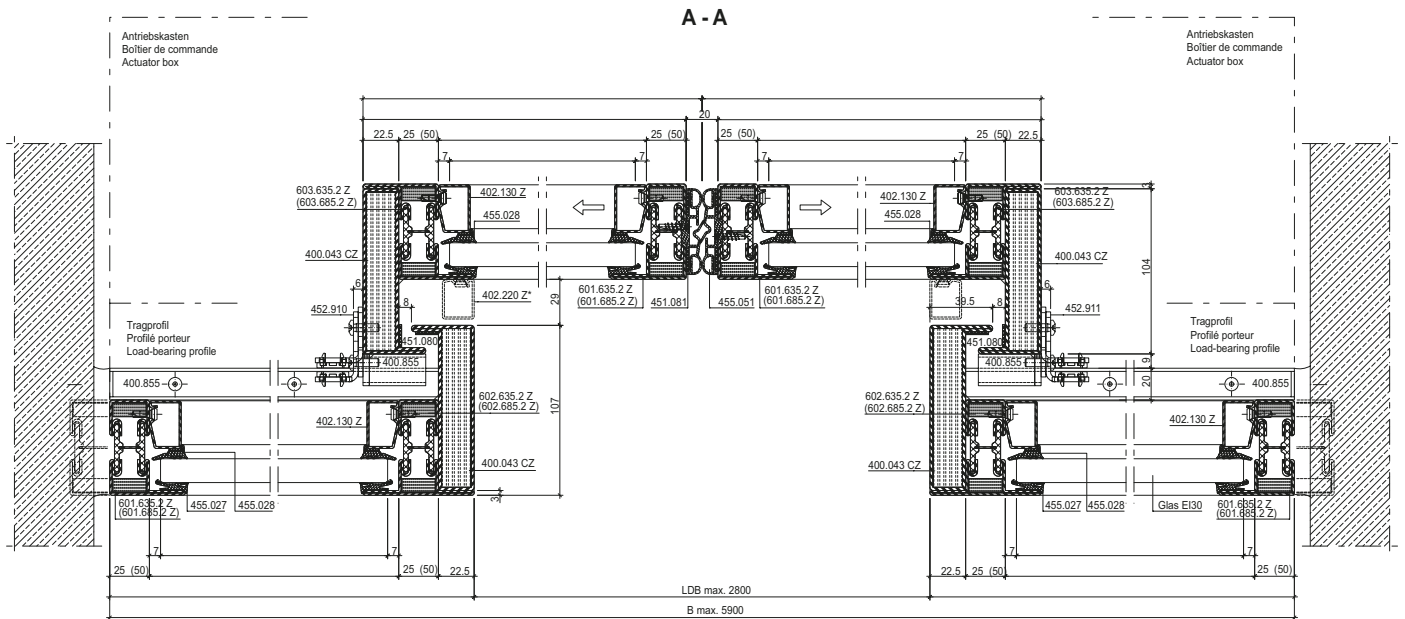 A - A
Antriebskasten
Boîtier de commande
Actuator box
Antriebskasten
Boîtier de commande
Actuator box
20
22.5
25 (50)
25 (50)
25 (50)
25 (50)
22.5
7
7
7
7
603.635.2 Z
(603.685.2 Z)
402.130 Z
455.028
400.043 CZ
402.130 Z
455.028
603.635.2 Z
(603.685.2 Z)
400.043 CZ
3
104
6
452.910
8
29
402.220 Z*
601.635.2 Z
(601.685.2 Z)
451.081
455.051
601.635.2 Z
(601.685.2 Z)
39.5
8
6
452.911
Tragprofil
Profilé porteur
Load-bearing profile
451.080
400.855
451.080
400.855
Tragprofil
Profilé porteur
Load-bearing profile
9
20
400.855
400.855
602.635.2 Z
(602.685.2 Z)
107
602.635.2 Z
(602.685.2 Z)
402.130 Z
402.130 Z
400.043 CZ
400.043 CZ
3
601.635.2 Z
(601.685.2 Z)
455.027
455.028
455.027
455.028
Glas EI30
601.635.2 Z
(601.685.2 Z)
7
7
7
7
25 (50)
25 (50)
22.5
22.5
25 (50)
25 (50)
LDB max. 2800
B max. 5900